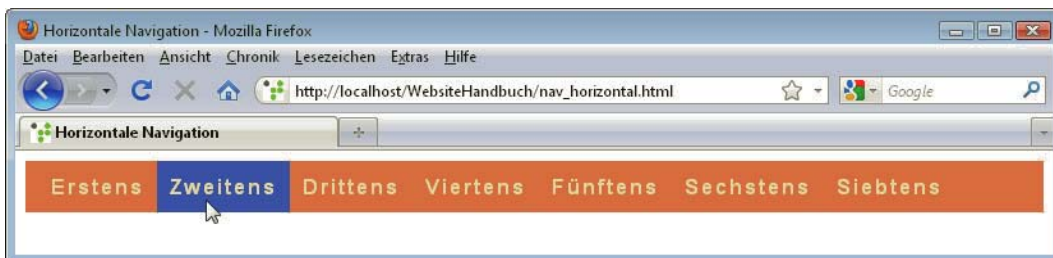 Horizontale Navigation - Mozilla Firefox
Datei Bearbeiten Ansicht Chronik Lesezeichen Extras Hilfe
http://localhost/WebsiteHandbuch/nav_horizontal.html Google
Horizontale Navigation
Erstens Zweitens Drittens Viertens Fünftens Sechstens Siebtens